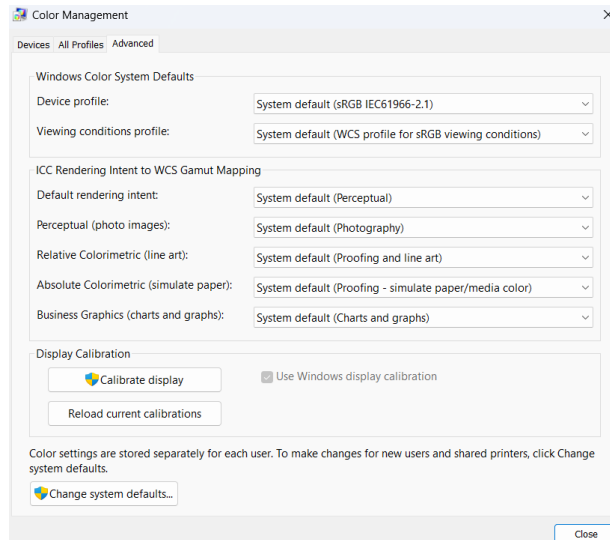 Color Management
Devices All Profiles Advanced
Windows Color System Defaults
Device profile: System default (sRGB IEC61966-2.1)
Viewing conditions profile: System default (WCS profile for sRGB viewing conditions)
ICC Rendering Intent to WCS Gamut Mapping
Default rendering intent: System default (Perceptual)
Perceptual (photo images): System default (Photography)
Relative Colorimetric (line art): System default (Proofing and line art)
Absolute Colorimetric (simulate paper): System default (Proofing - simulate paper/media color)
Business Graphics (charts and graphs): System default (Charts and graphs)
Display Calibration
Calibrate display Use Windows display calibration
Reload current calibrations
Color settings are stored separately for each user. To make changes for new users and shared printers, click Change
system defaults.
Change system defaults...
Close